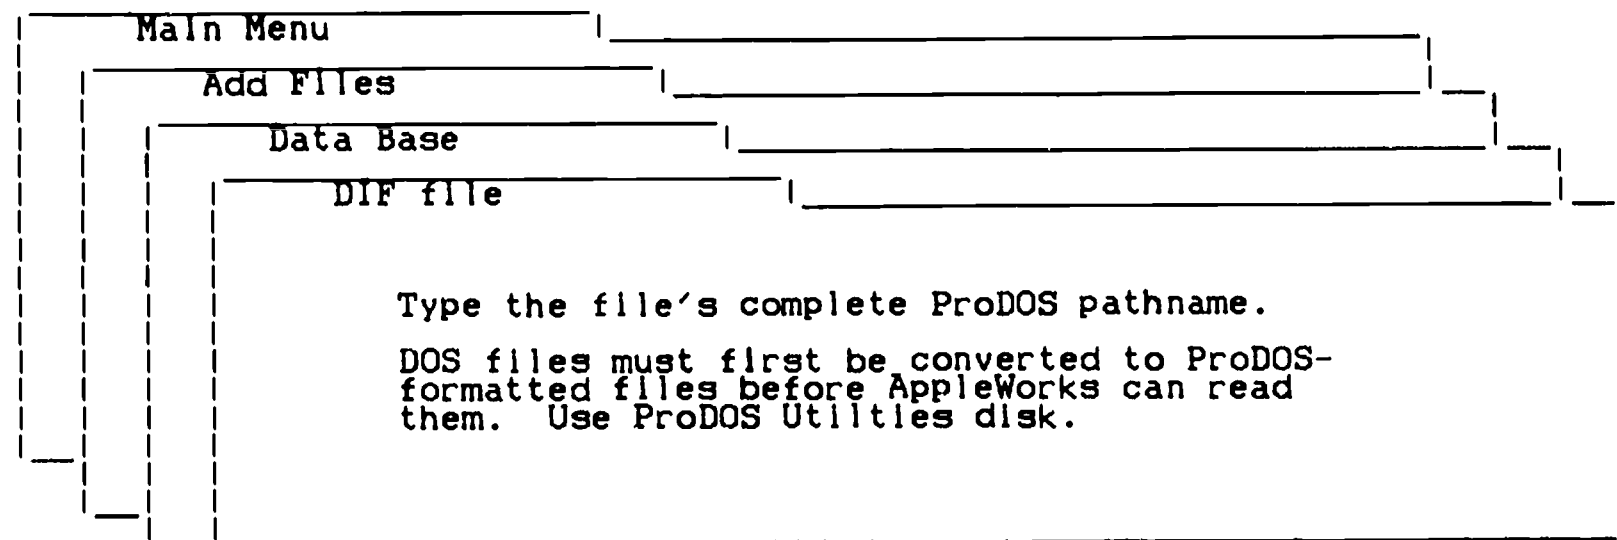 Main Menu
Add Files
Data Base
DIF file
Type the file's complete ProDOS pathname.
DOS files must first be converted to ProDOS-
formatted files before AppleWorks can read
them.  Use ProDOS Utilties disk.